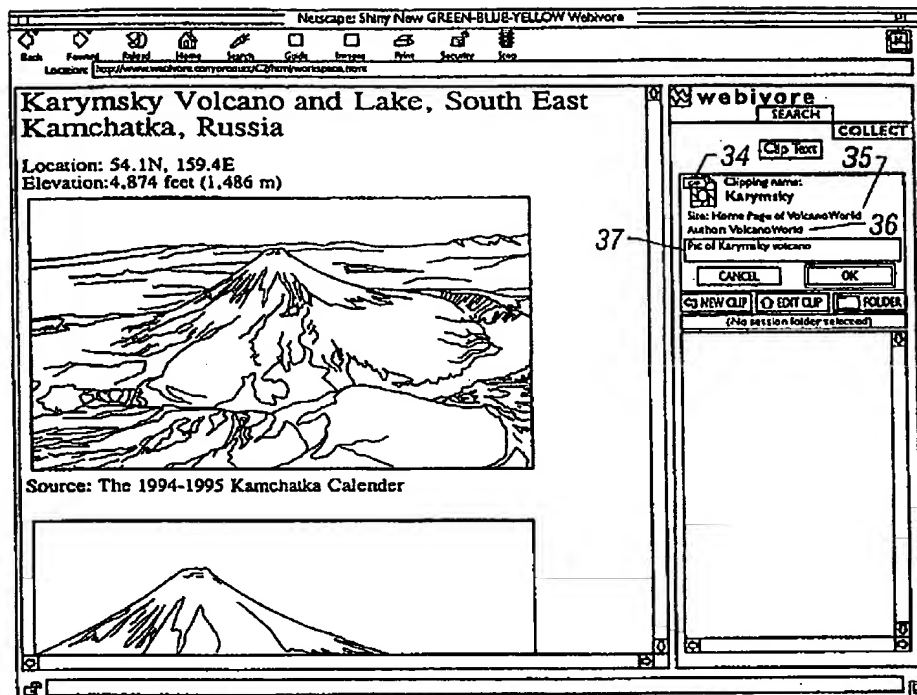 Netscape: Shiny New GREEN-BLUE-YELLOW Webivore
Back Forward Reload Home Search Guide Images Print Security Stop
Location:
Karymsky Volcano and Lake, South East
Kamchatka, Russia
Location: 54.1N, 159.4E
Elevation:4,874 feet (1,486 m)
Source: The 1994-1995 Kamchatka Calender
webivore
SEARCH
COLLECT
Clip Text
34
35
Clipping name:
Karymsky
Site: Home Page of VolcanoWorld
Author: VolcanoWorld
36
37
Pic of Karymsky volcano
CANCEL OK
NEW CLIP EDIT CLIP FOLDER
(No session folder selected)